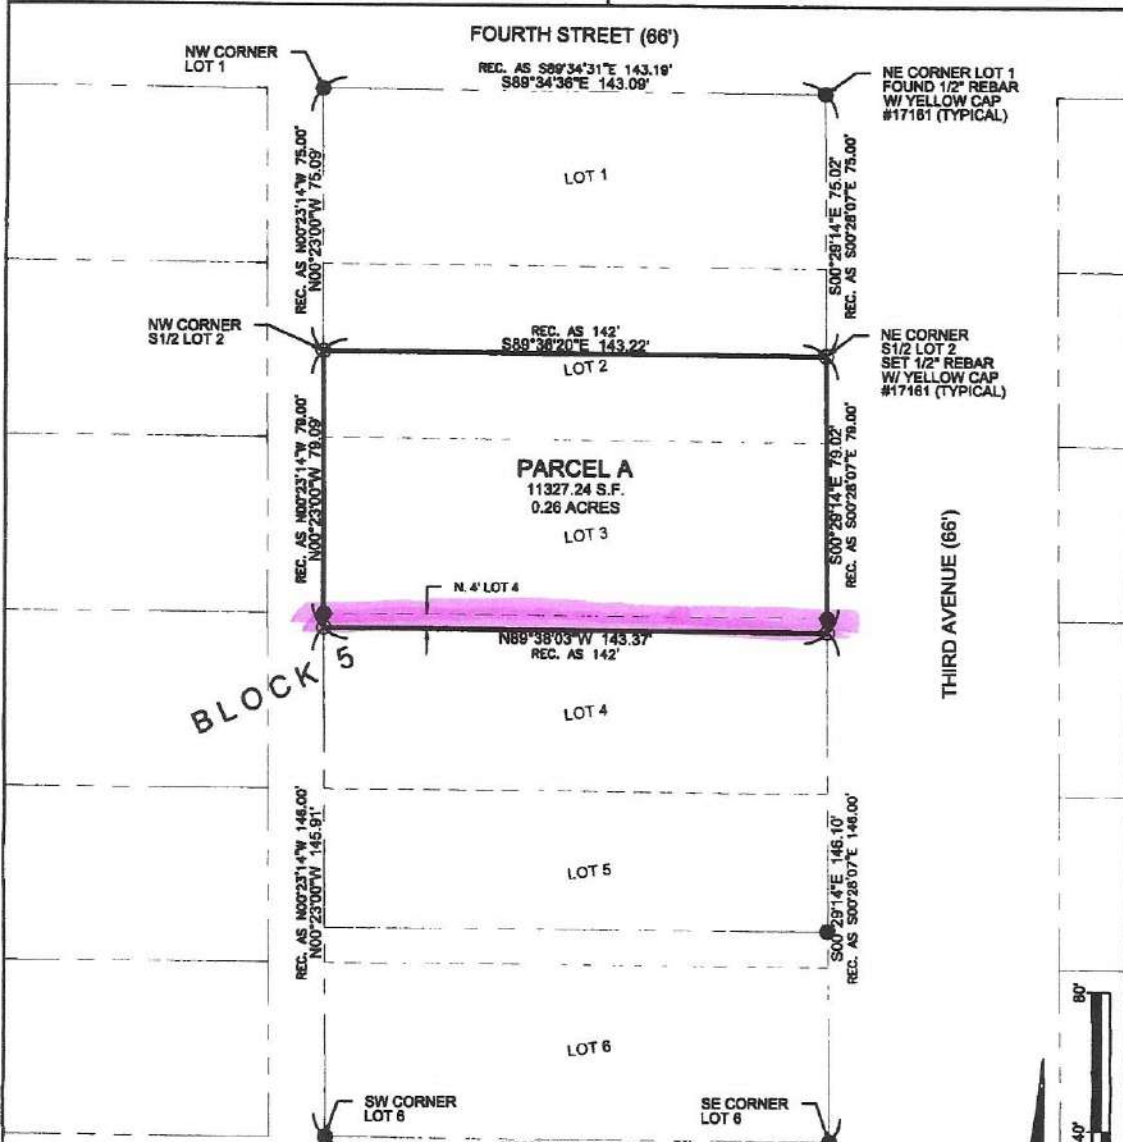 FOURTH STREET (66')
NW CORNER
LOT 1
REC. AS S89°34'31"E 143.19'
S89°34'36"E 143.09'
NE CORNER LOT 1
FOUND 1/2" REBAR
W/ YELLOW CAP
#17161 (TYPICAL)
REC. AS N00°23'14"W 75.00'
N00°23'00"W 75.09'
LOT 1
S00°29'14"E 75.02'
REC. AS S00°28'07"E 75.00'
NW CORNER
S1/2 LOT 2
REC. AS 142'
S89°36'20"E 143.22'
LOT 2
NE CORNER
S1/2 LOT 2
SET 1/2" REBAR
W/ YELLOW CAP
#17161 (TYPICAL)
REC. AS N00°23'14"W 79.00'
N00°23'00"W 79.09'
PARCEL A
11327.24 S.F.
0.26 ACRES
LOT 3
S00°29'14"E 79.02'
REC. AS S00°28'07"E 79.00'
THIRD AVENUE (66')
N. 4' LOT 4
N89°38'03"W 143.37'
REC. AS 142'
BLOCK 5
LOT 4
REC. AS N00°23'14"W 146.00'
N00°23'00"W 145.91'
LOT 5
S00°29'14"E 146.10'
REC. AS S00°28'07"E 146.00'
LOT 6
SW CORNER
LOT 6
SE CORNER
LOT 6
80'
40'